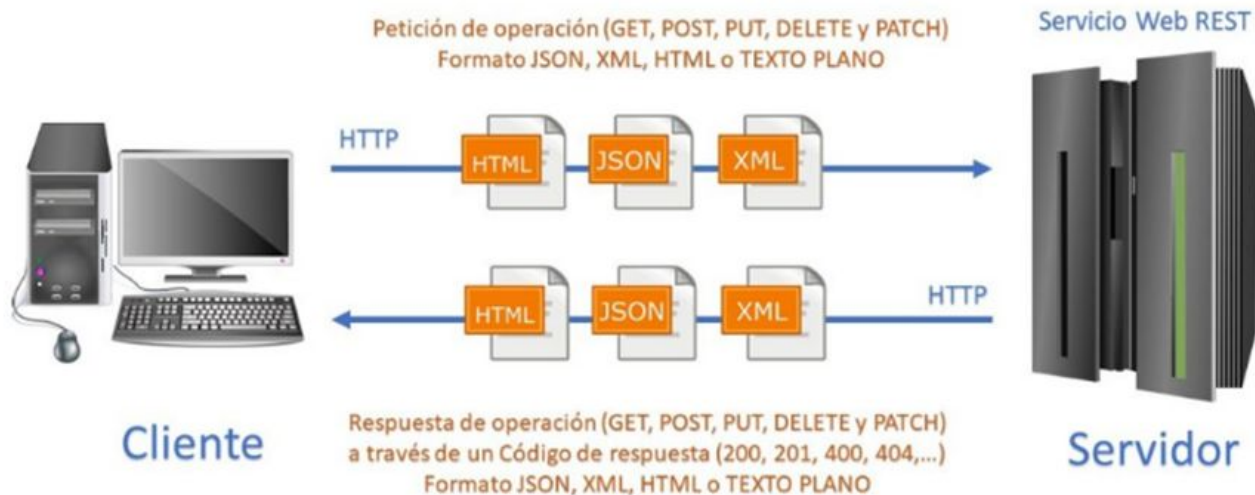 Petición de operación (GET, POST, PUT, DELETE y PATCH)
Formato JSON, XML, HTML o TEXTO PLANO
Servicio Web REST
HTTP
HTML
JSON
XML
HTML
JSON
XML
HTTP
Cliente
Respuesta de operación (GET, POST, PUT, DELETE y PATCH)
a través de un Código de respuesta (200, 201, 400, 404,...)
Formato JSON, XML, HTML o TEXTO PLANO
Servidor